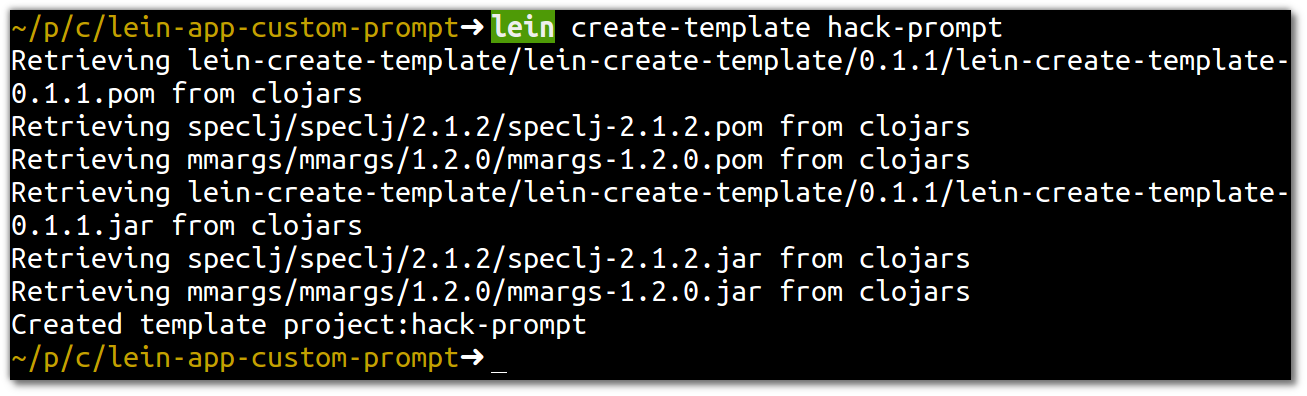 ~/p/c/lein-app-custom-prompt➜ lein create-template hack-prompt
Retrieving lein-create-template/lein-create-template/0.1.1/lein-create-template-
0.1.1.pom from clojars
Retrieving speclj/speclj/2.1.2/speclj-2.1.2.pom from clojars
Retrieving mmargs/mmargs/1.2.0/mmargs-1.2.0.pom from clojars
Retrieving lein-create-template/lein-create-template/0.1.1/lein-create-template-
0.1.1.jar from clojars
Retrieving speclj/speclj/2.1.2/speclj-2.1.2.jar from clojars
Retrieving mmargs/mmargs/1.2.0/mmargs-1.2.0.jar from clojars
Created template project:hack-prompt
~/p/c/lein-app-custom-prompt➜ _